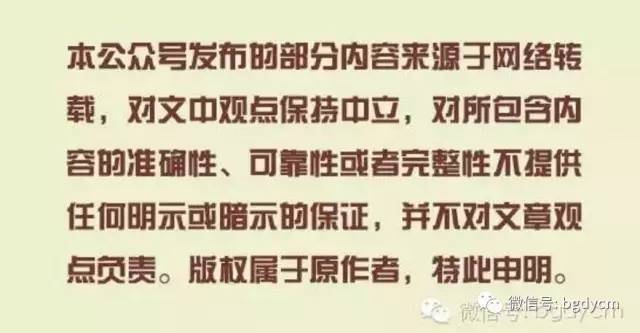 本公众号发布的部分内容来源于网络转
载，对文中观点保持中立，对所包含内
容的准确性、可靠性或者完整性不提供
任何明示或暗示的保证，并不对文章观
点负责。版权属于原作者，特此申明。
微信号: bgdycm
微信号: bgdycm